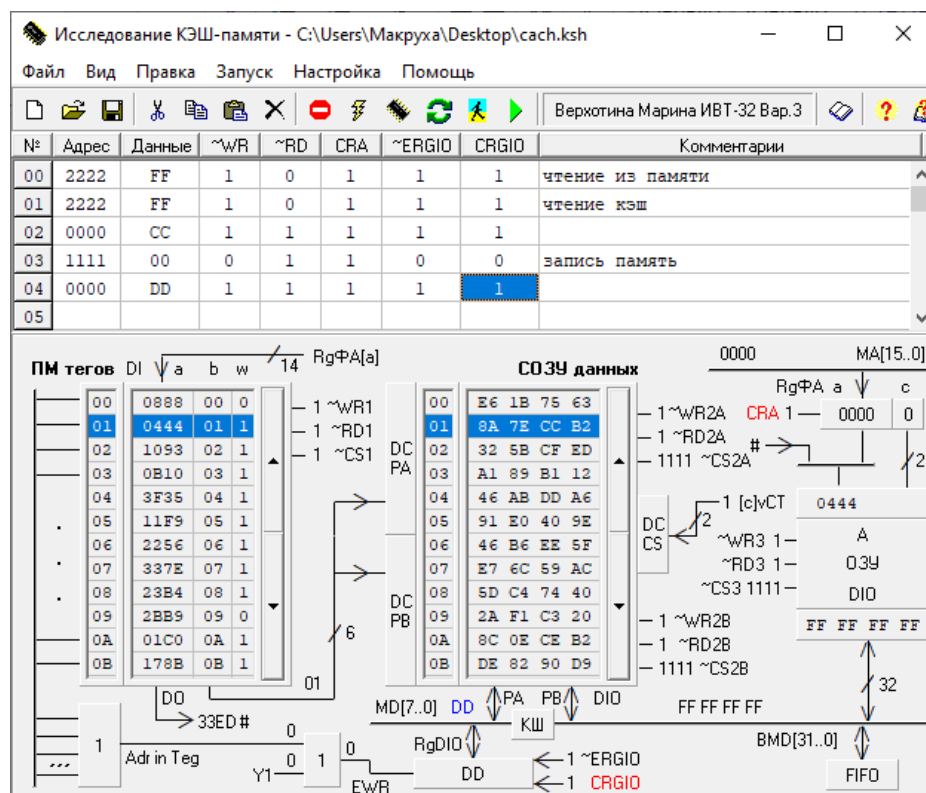 Исследование КЭШ-памяти - C:\Users\Макруха\Desktop\cach.ksh
Файл Вид Правка Запуск Настройка Помощь
Верхотина Марина ИВТ-32 Вар.3
№ Адрес Данные ~WR ~RD CRA ~ERGIO CRGIO Комментарии
00 2222 FF 1 0 1 1 1 чтение из памяти
01 2222 FF 1 0 1 1 1 чтение кэш
02 0000 CC 1 1 1 1 1
03 1111 00 0 1 1 0 0 запись память
04 0000 DD 1 1 1 1 1
05
ПМ тегов DI a b w 14 RgФА[a] СОЗУ данных 0000 MA[15..0]
RgФА a c
00 0888 00 0 1 ~WR1 00 E6 1B 75 63 1 ~WR2A CRA 1 0000 0
01 0444 01 1 1 ~RD1 01 8A 7E CC B2 1 ~RD2A #
02 1093 02 1 1 ~CS1 DC PA 02 32 5B CF ED 1111 ~CS2A 2
03 0B10 03 1 03 A1 89 B1 12
04 3F35 04 1 04 46 AB DD A6 1 [c]vCT 0444
05 11F9 05 1 05 91 E0 40 9E DC CS 2 A
06 2256 06 1 06 46 B6 EE 5F ~WR3 1 ОЗУ
07 337E 07 1 07 E7 6C 59 AC ~RD3 1
08 23B4 08 1 DC PB 08 5D C4 74 40 ~CS3 1111 DIO
09 2BB9 09 0 09 2A F1 C3 20 1 ~WR2B FF FF FF FF
0A 01C0 0A 1 6 0A 8C 0E CE B2 1 ~RD2B
0B 178B 0B 1 0B DE 82 90 D9 1111 ~CS2B
01 32
DO MD[7..0] DD PA PB DIO FF FF FF FF
33ED # КШ
1 Adr in Teg 0 0 1 0 RgDIO BMD[31..0]
Y1 EWR DD 1 ~ERGIO
1 CRGIO FIFO
...